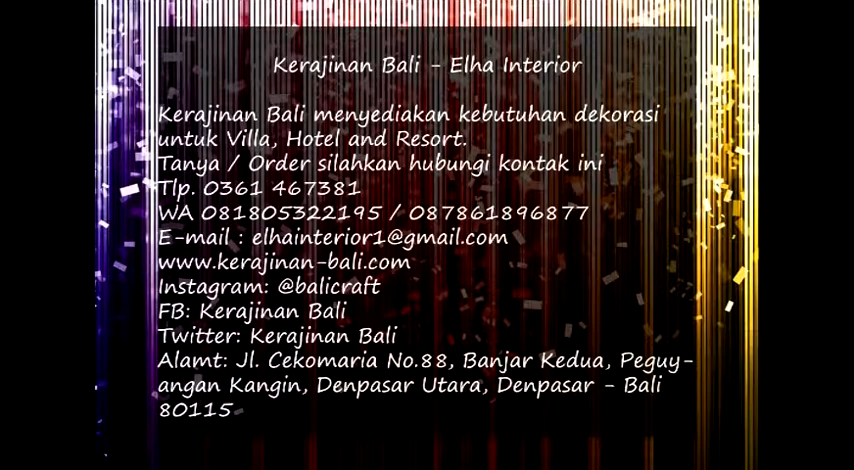 Kerajinan Bali - Elha Interior
Kerajinan Bali menyediakan kebutuhan dekorasi
untuk Villa, Hotel and Resort.
Tanya / Order silahkan hubungi kontak ini
Tlp. 0361 467381
WA 081805322195 / 087861896877
E-mail : elhainterior1@gmail.com
www.kerajinan-bali.com
Instagram: @balicraft
FB: Kerajinan Bali
Twitter: Kerajinan Bali
Alamt: Jl. Cekomaria No.88, Banjar Kedua, Peguy-
angan Kangin, Denpasar Utara, Denpasar - Bali
80115